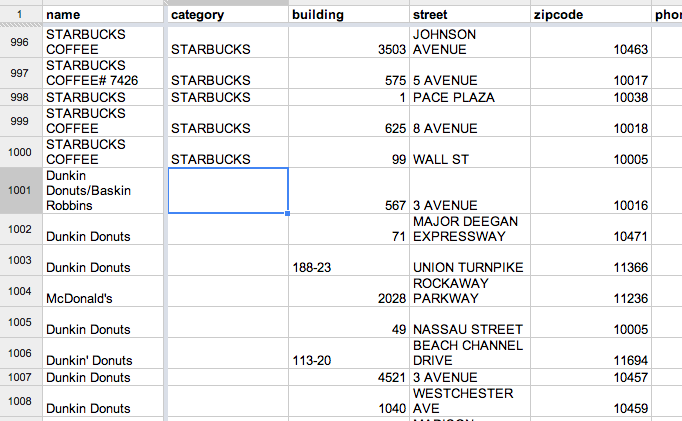 1 name category building street zipcode phor
996 STARBUCKS COFFEE STARBUCKS 3503 JOHNSON AVENUE 10463
997 STARBUCKS COFFEE# 7426 STARBUCKS 575 5 AVENUE 10017
998 STARBUCKS STARBUCKS 1 PACE PLAZA 10038
999 STARBUCKS COFFEE STARBUCKS 625 8 AVENUE 10018
1000 STARBUCKS COFFEE STARBUCKS 99 WALL ST 10005
1001 Dunkin Donuts/Baskin Robbins 567 3 AVENUE 10016
1002 Dunkin Donuts 71 MAJOR DEEGAN EXPRESSWAY 10471
1003 Dunkin Donuts 188-23 UNION TURNPIKE 11366
1004 McDonald's 2028 ROCKAWAY PARKWAY 11236
1005 Dunkin Donuts 49 NASSAU STREET 10005
1006 Dunkin' Donuts 113-20 BEACH CHANNEL DRIVE 11694
1007 Dunkin Donuts 4521 3 AVENUE 10457
1008 Dunkin Donuts 1040 WESTCHESTER AVE 10459